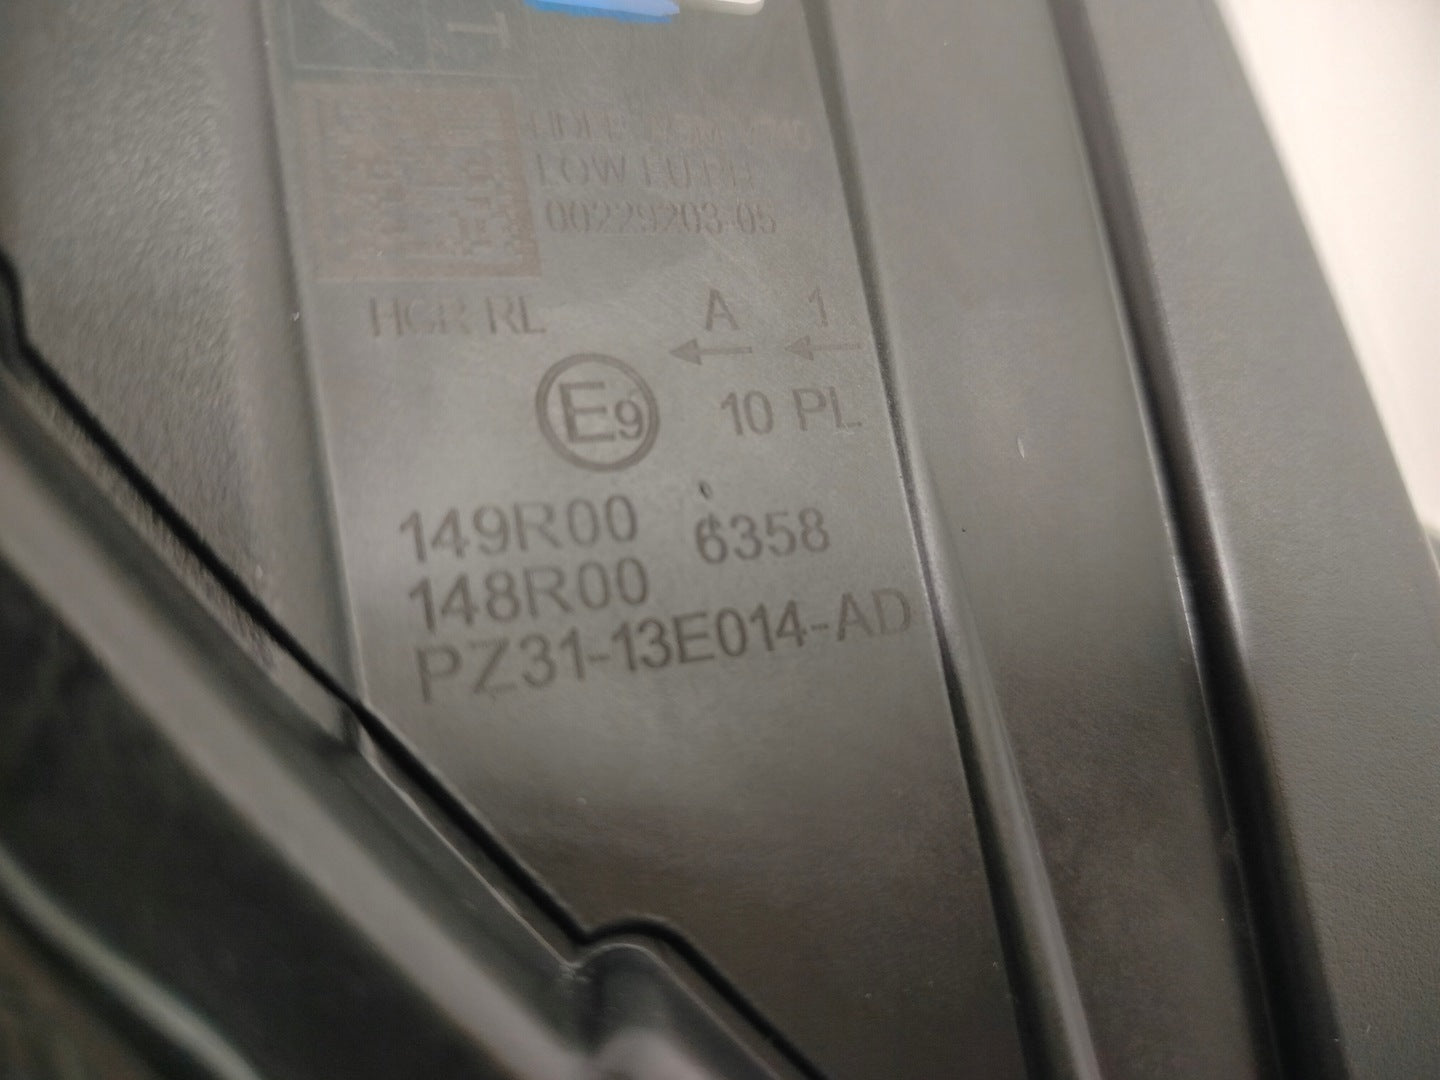 LOW
00229203-05
HCR RL
A 1
E9
10 PL
149R00 6358
148R00
PZ31-13E014-AD